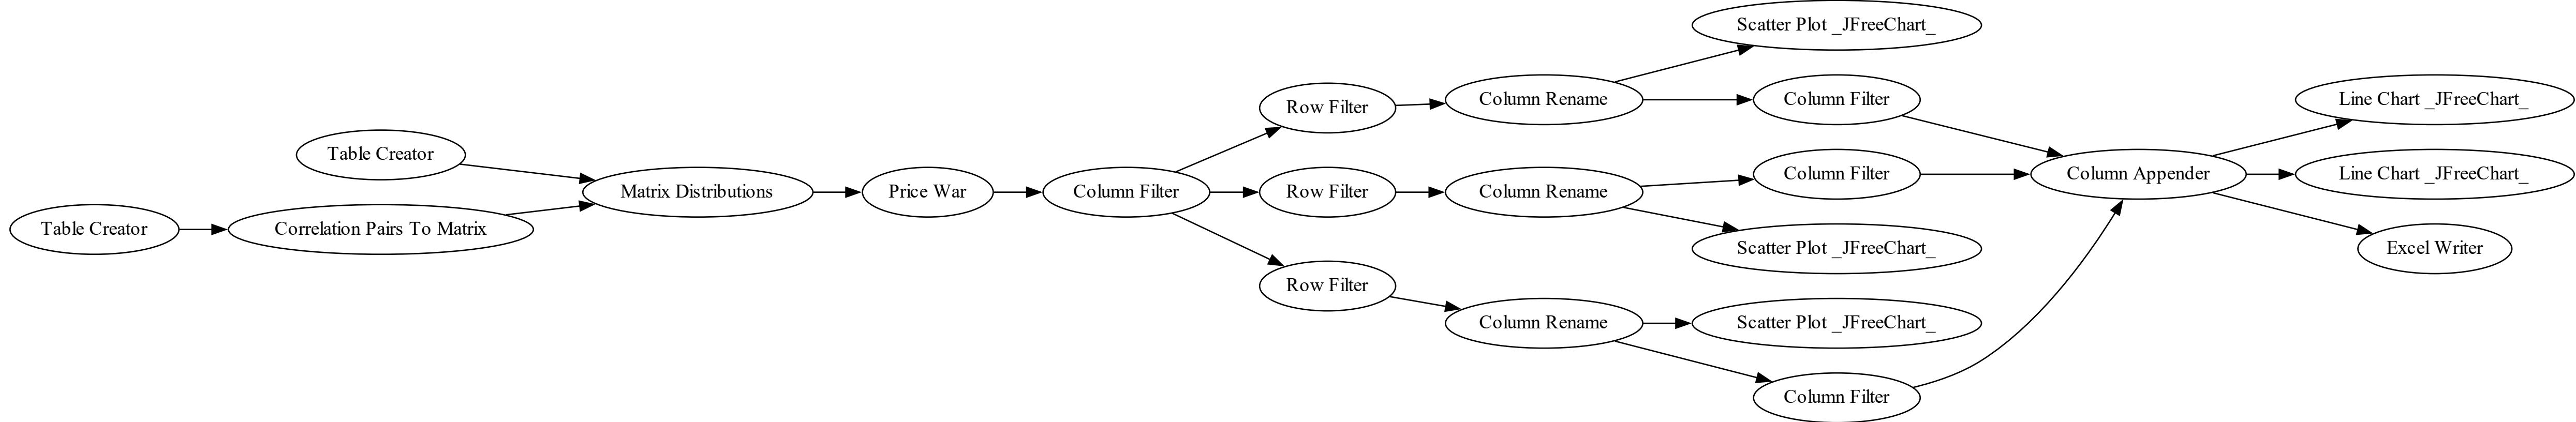 Table Creator
Table Creator
Correlation Pairs To Matrix
Matrix Distributions
Price War
Column Filter
Row Filter
Row Filter
Row Filter
Column Rename
Column Rename
Column Rename
Scatter Plot _JFreeChart_
Column Filter
Column Filter
Scatter Plot _JFreeChart_
Scatter Plot _JFreeChart_
Column Filter
Column Appender
Line Chart _JFreeChart_
Line Chart _JFreeChart_
Excel Writer